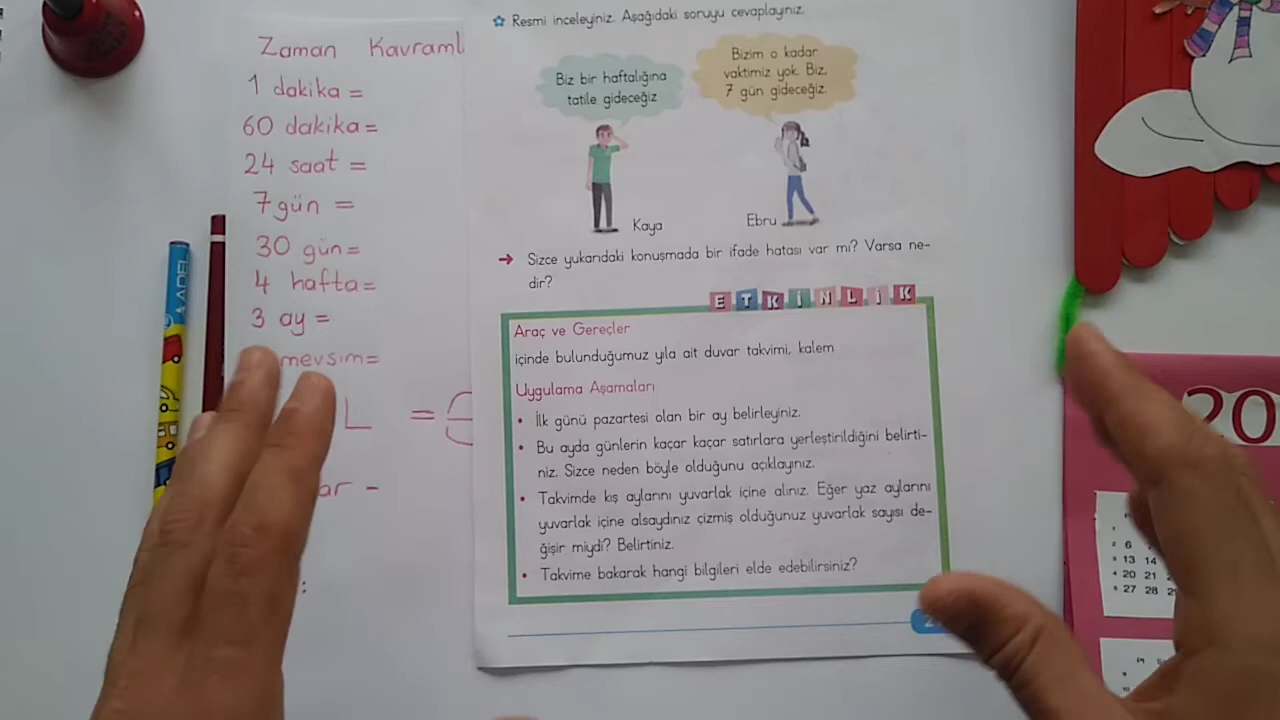 Zaman Kavraml
1 dakika =
60 dakika=
24 saat =
7 gün =
30 gün=
4 hafta=
3 ay =
mevsim=
L =
ar -
:
Resmi inceleyiniz. Aşağıdaki soruyu cevaplayınız.
Biz bir haftalığına
tatile gideceğiz
Bizim o kadar
vaktimiz yok. Biz,
7 gün gideceğiz.
Kaya
Ebru
→ Sizce yukarıdaki konuşmada bir ifade hatası var mı? Varsa ne-
dir?
ETKİNLİK
Araç ve Gereçler
içinde bulunduğumuz yıla ait duvar takvimi, kalem
Uygulama Aşamaları
• İlk günü pazartesi olan bir ay belirleyiniz.
• Bu ayda günlerin kaçar kaçar satırlara yerleştirildiğini belirti-
niz. Sizce neden böyle olduğunu açıklayınız.
• Takvimde kış aylarını yuvarlak içine alınız. Eğer yaz aylarını
yuvarlak içine alsaydınız çizmiş olduğunuz yuvarlak sayısı de-
ğişir miydi? Belirtiniz.
• Takvime bakarak hangi bilgileri elde edebilirsiniz?
2
ADEL
20
6
13 14
20 21
27 28